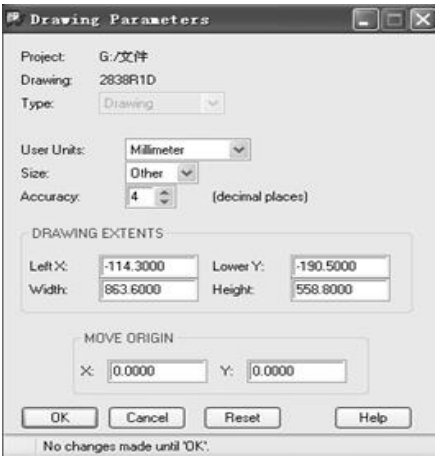 Drawing Parameters
Project: G:/文件
Drawing: 2838R1D
Type: Drawing
User Units: Millimeter
Size: Other
Accuracy: 4 (decimal places)
DRAWING EXTENTS
Left X: -114.3000 Lower Y: -190.5000
Width: 863.6000 Height: 558.8000
MOVE ORIGIN
X: 0.0000 Y: 0.0000
OK Cancel Reset Help
No changes made until 'OK'.